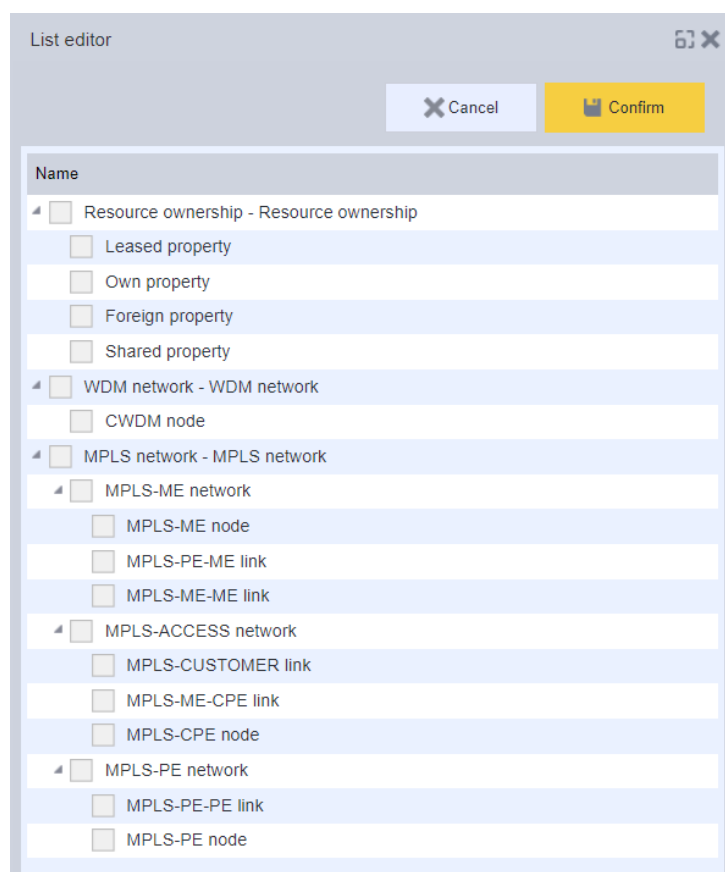 List editor
Cancel
Confirm
Name
Resource ownership - Resource ownership
Leased property
Own property
Foreign property
Shared property
WDM network - WDM network
CWDM node
MPLS network - MPLS network
MPLS-ME network
MPLS-ME node
MPLS-PE-ME link
MPLS-ME-ME link
MPLS-ACCESS network
MPLS-CUSTOMER link
MPLS-ME-CPE link
MPLS-CPE node
MPLS-PE network
MPLS-PE-PE link
MPLS-PE node